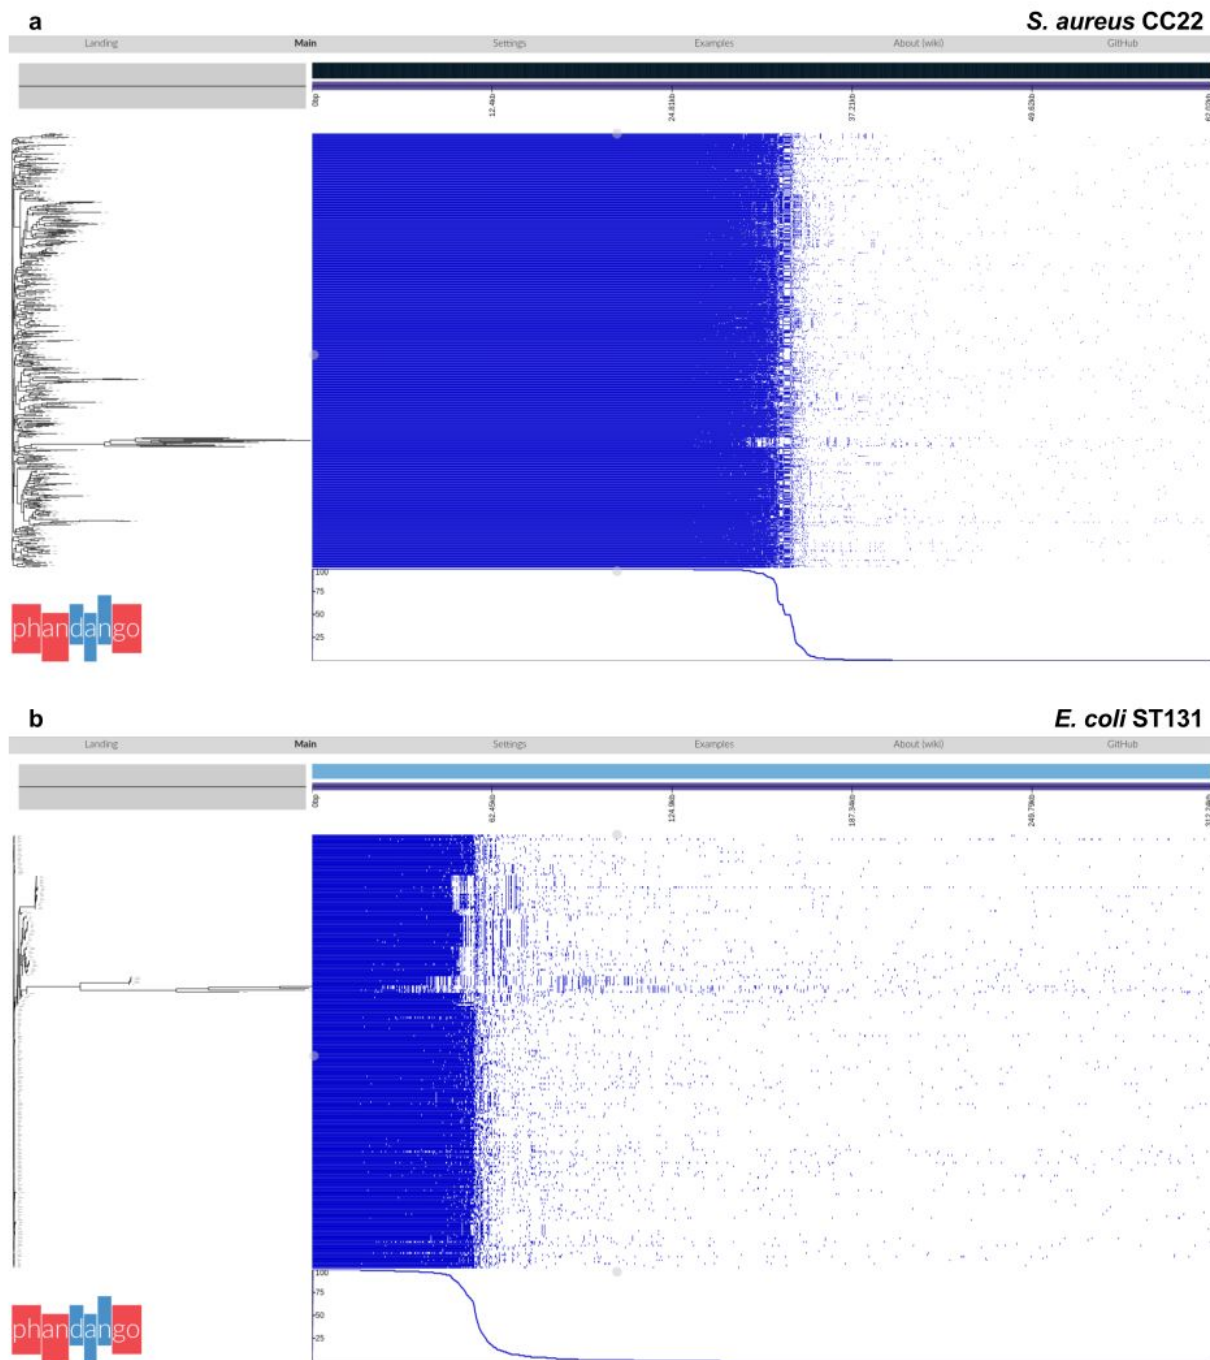 a
S. aureus CC22
Landing Main Settings Examples About (wiki) GitHub
0bp 12.4kb 24.81kb 37.21kb 49.62kb
100
75
50
25
phandango
b
E. coli ST131
Landing Main Settings Examples About (wiki) GitHub
0bp 62.45kb 124.9kb 187.34kb 249.79kb
100
75
50
25
phandango